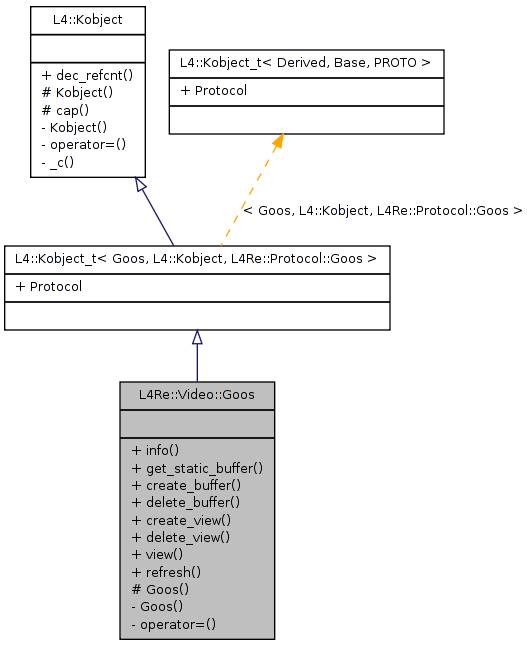 L4::Kobject
+ dec_refcnt()
# Kobject()
# cap()
- Kobject()
- operator=()
- _c()
L4::Kobject_t< Derived, Base, PROTO >
+ Protocol
< Goos, L4::Kobject, L4Re::Protocol::Goos >
L4::Kobject_t< Goos, L4::Kobject, L4Re::Protocol::Goos >
+ Protocol
L4Re::Video::Goos
+ info()
+ get_static_buffer()
+ create_buffer()
+ delete_buffer()
+ create_view()
+ delete_view()
+ view()
+ refresh()
# Goos()
- Goos()
- operator=()